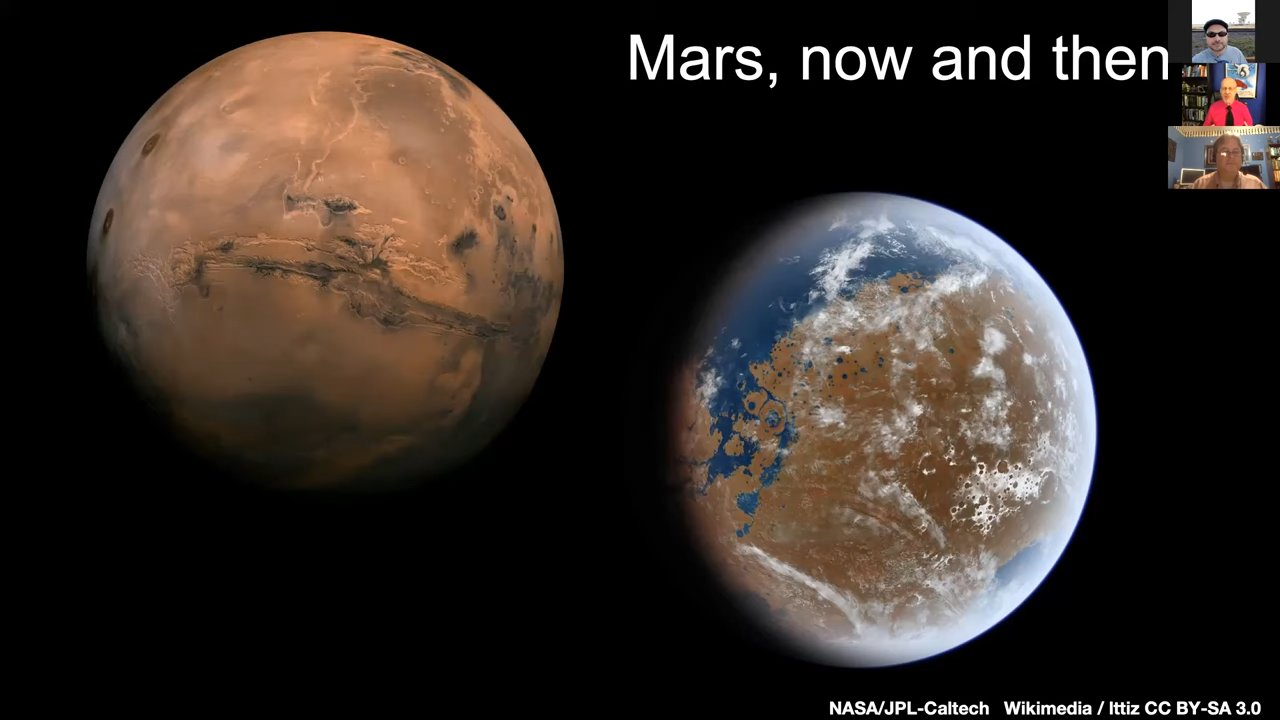 Mars, now and then
NASA/JPL-Caltech Wikimedia / Ittiz CC BY-SA 3.0